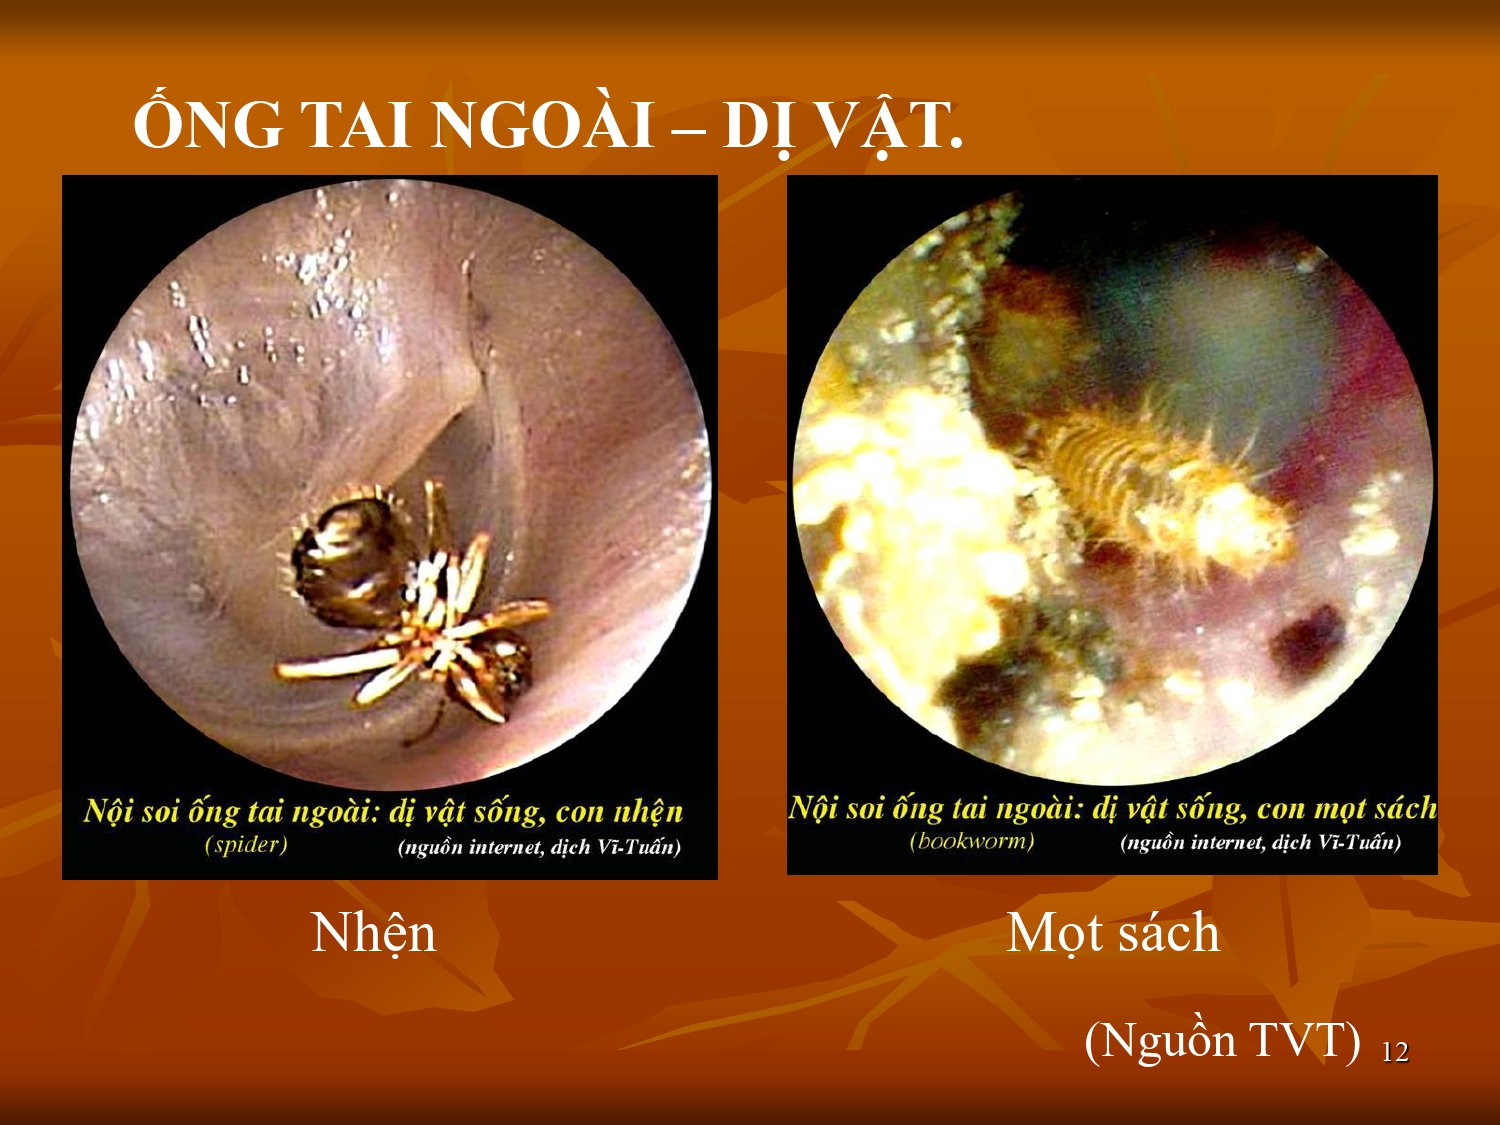 ỐNG TAI NGOÀI – DỊ VẬT.
Nội soi ống tai ngoài: dị vật sống, con nhện
(spider) (nguồn internet, dịch Vĩ-Tuấn)
Nội soi ống tai ngoài: dị vật sống, con mọt sách
(bookworm) (nguồn internet, dịch Vĩ-Tuấn)
Nhện
Mọt sách
(Nguồn TVT)
12